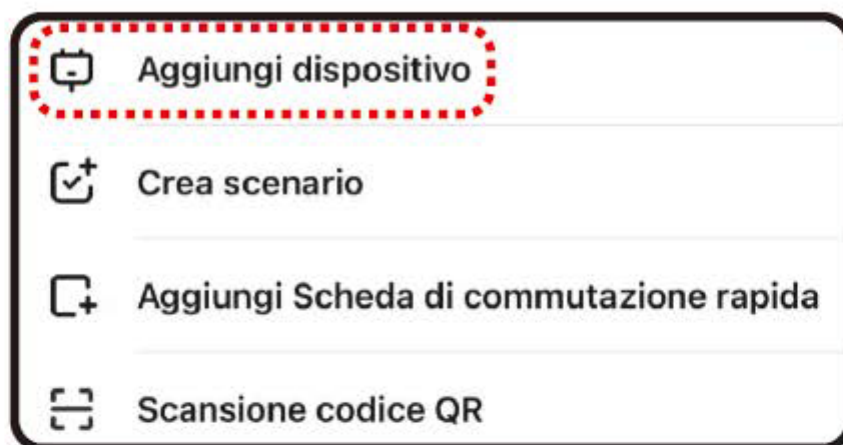 Aggiungi dispositivo
Crea scenario
Aggiungi Scheda di commutazione rapida
Scansione codice QR